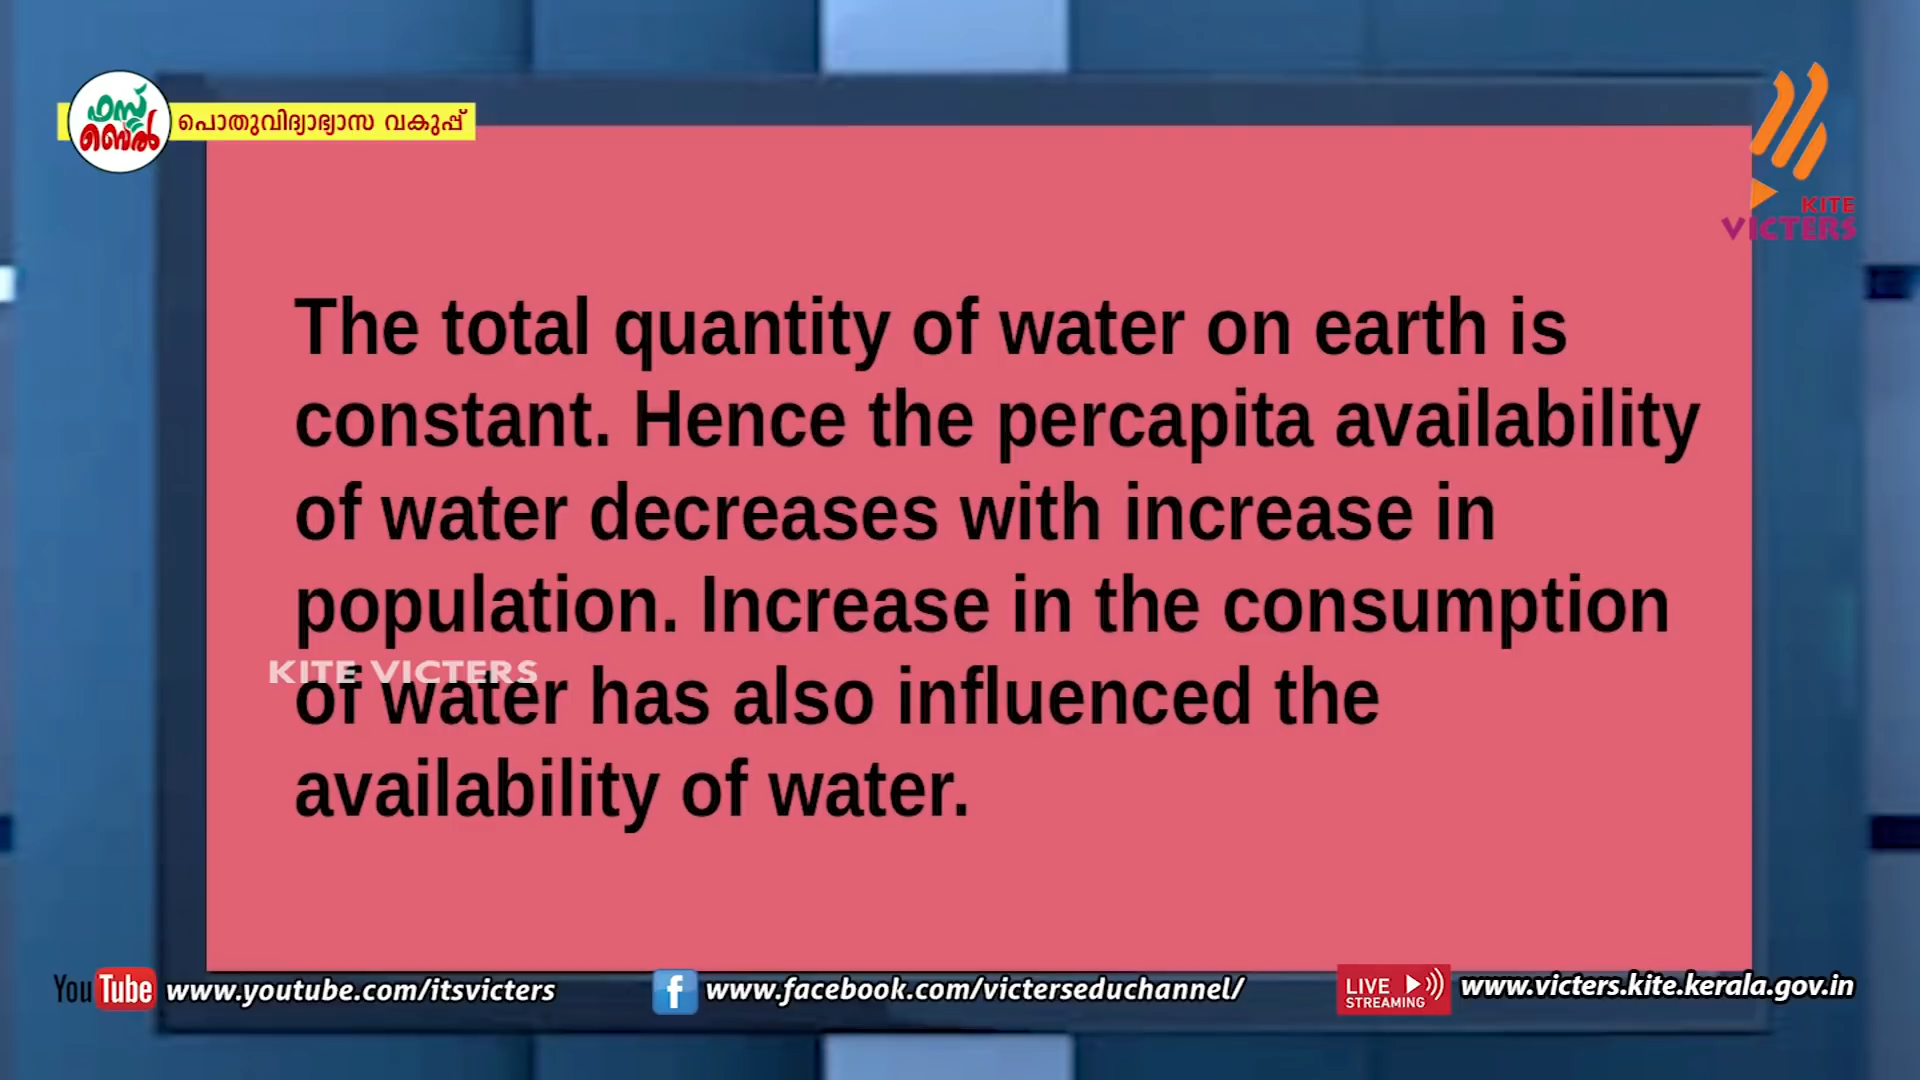 ഫസ്റ്റ്
ബെൽ
പൊതുവിദ്യാഭ്യാസ വകുപ്പ്
KITE
VICTERS
The total quantity of water on earth is
constant. Hence the percapita availability
of water decreases with increase in
population. Increase in the consumption
KITE VICTERS
of water has also influenced the
availability of water.
YouTube www.youtube.com/itsvicters
f www.facebook.com/victerseduchannel/
LIVE
STREAMING
www.victers.kite.kerala.gov.in